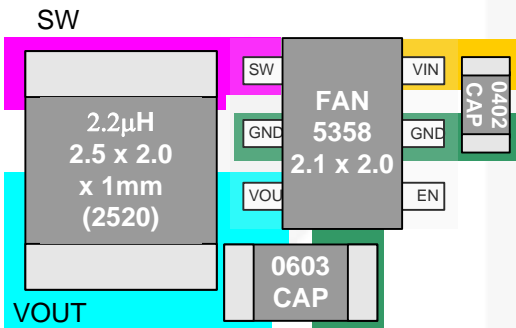 SW
2.2μH
2.5 x 2.0
x 1mm
(2520)
VOUT
SW
GND
VOU
FAN
5358
2.1 x 2.0
VIN
GND
EN
0402
CAP
0603
CAP